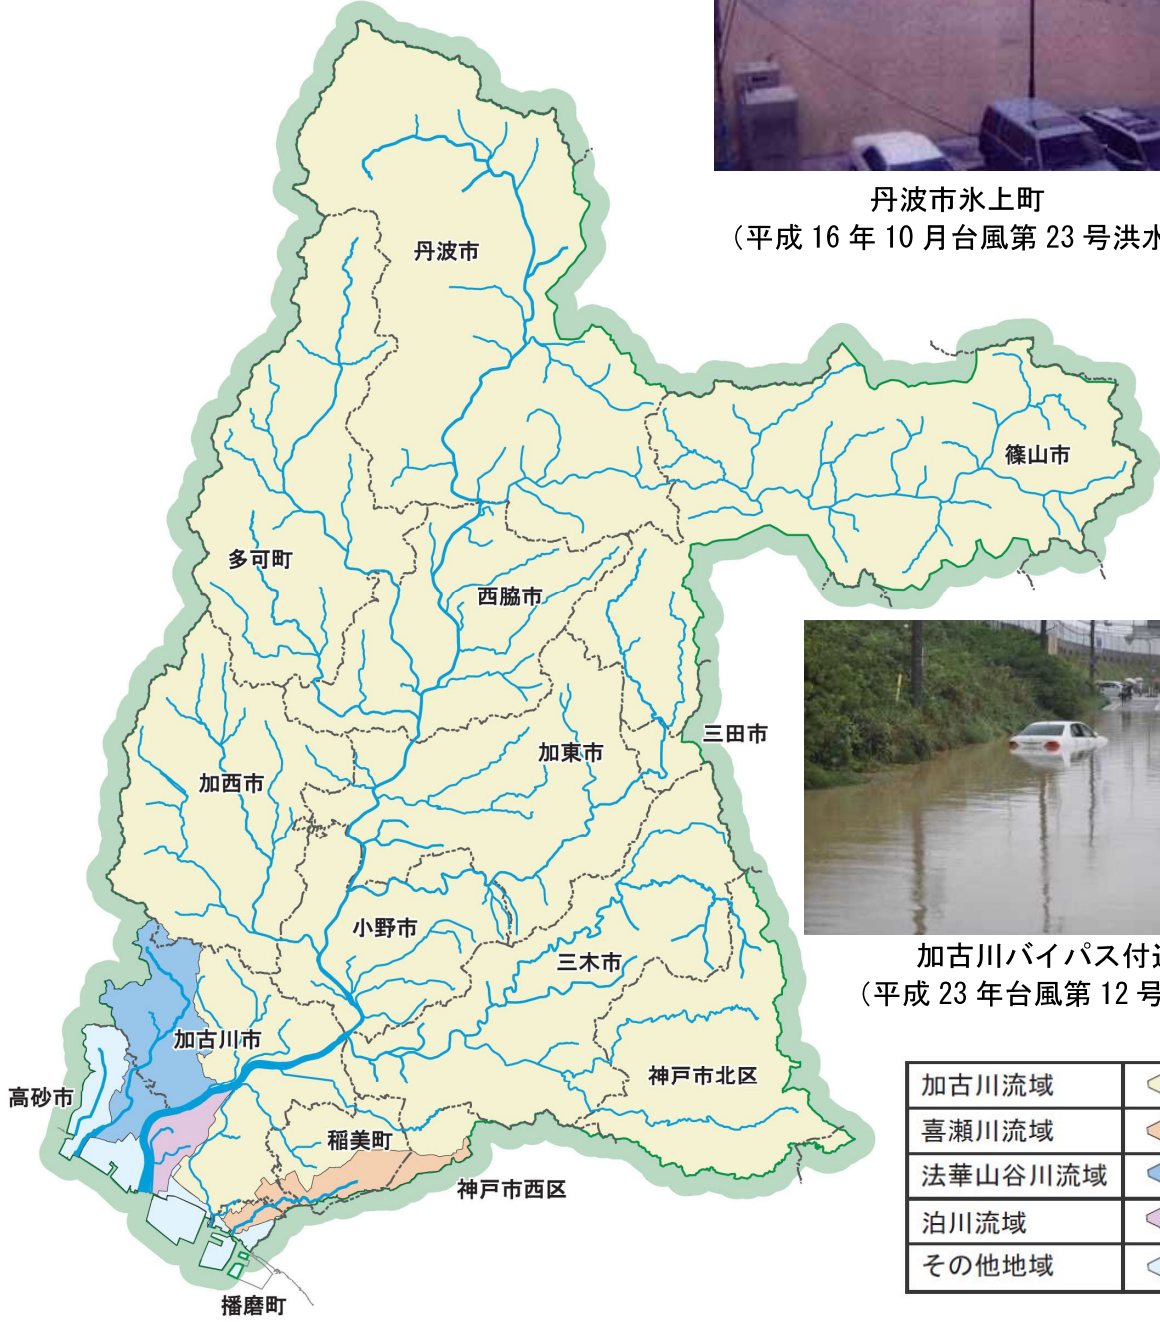 丹波市氷上町
（平成 16 年 10 月台風第 23 号洪水
丹波市
篠山市
多可町
西脇市
三田市
加東市
加西市
小野市
三木市
加古川バイパス付近
（平成 23 年台風第 12 号
加古川市
神戸市北区
高砂市
稲美町
神戸市西区
播磨町
加古川流域
喜瀬川流域
法華山谷川流域
泊川流域
その他地域